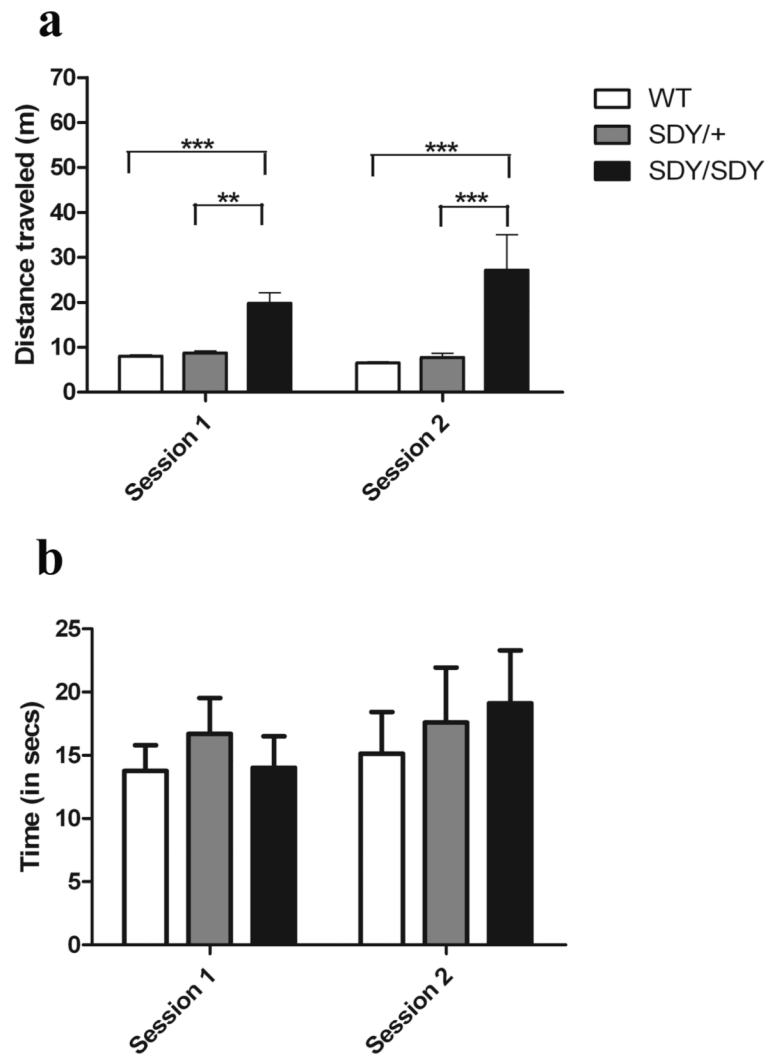 a
Distance traveled (m)
70
60
50
40
30
20
10
0
***
**
***
***
Session 1
Session 2
WT
SDY/+
SDY/SDY
b
Time (in secs)
25
20
15
10
5
0
Session 1
Session 2